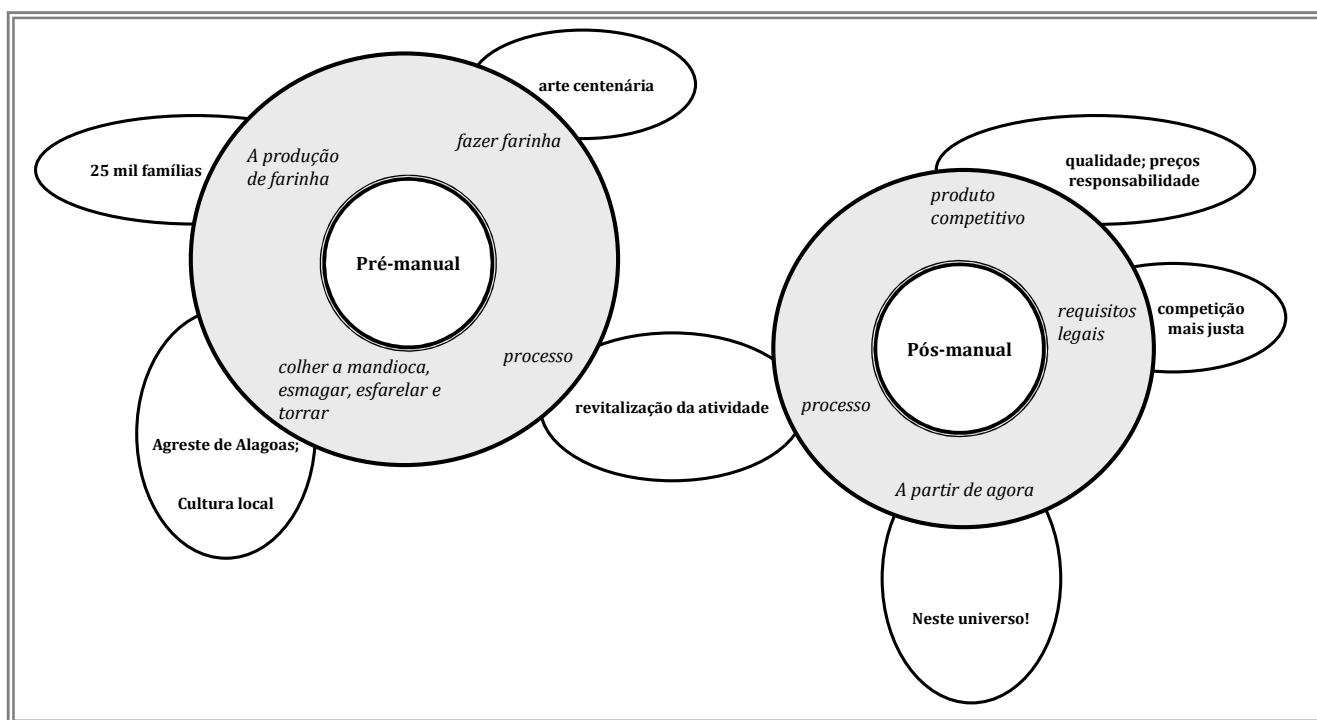 arte centenária
fazer farinha
25 mil famílias
A produção
de farinha
Pré-manual
colher a mandioca,
esmagar, esfarelar e
torrar
processo
Agreste de Alagoas;
Cultura local
revitalização da atividade
qualidade; preços
responsabilidade
produto
competitivo
requisitos
legais
competição
mais justa
Pós-manual
processo
A partir de agora
Neste universo!